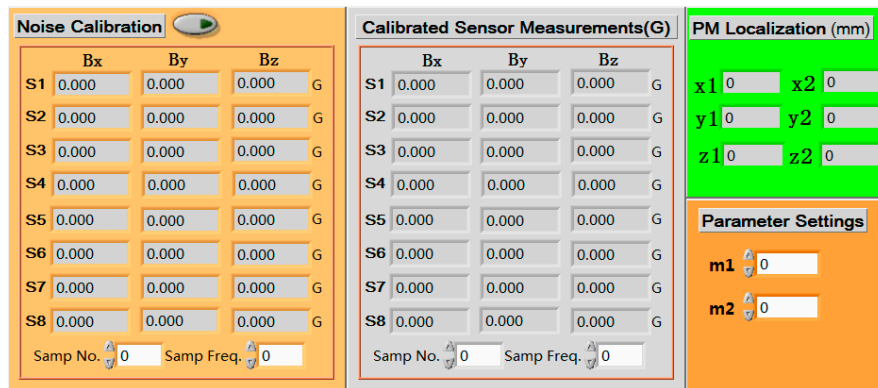 Noise Calibration
Bx By Bz
S1 0.000 0.000 0.000 G
S2 0.000 0.000 0.000 G
S3 0.000 0.000 0.000 G
S4 0.000 0.000 0.000 G
S5 0.000 0.000 0.000 G
S6 0.000 0.000 0.000 G
S7 0.000 0.000 0.000 G
S8 0.000 0.000 0.000 G
Samp No. 0 Samp Freq. 0
Calibrated Sensor Measurements(G)
Bx By Bz
S1 0.000 0.000 0.000 G
S2 0.000 0.000 0.000 G
S3 0.000 0.000 0.000 G
S4 0.000 0.000 0.000 G
S5 0.000 0.000 0.000 G
S6 0.000 0.000 0.000 G
S7 0.000 0.000 0.000 G
S8 0.000 0.000 0.000 G
Samp No. 0 Samp Freq. 0
PM Localization (mm)
x1 0 x2 0
y1 0 y2 0
z1 0 z2 0
Parameter Settings
m1 0
m2 0